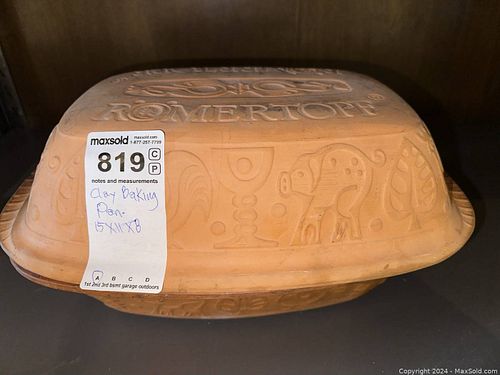 RÖMERTOPF®
maxsold maxsold.com
1-877-257-7799
819 C
P
notes and measurements
Clay Baking
Pan.
15X11X8
A B C D
1st 2nd 3rd bsmt garage outdoors
Copyright 2024 - MaxSold.com